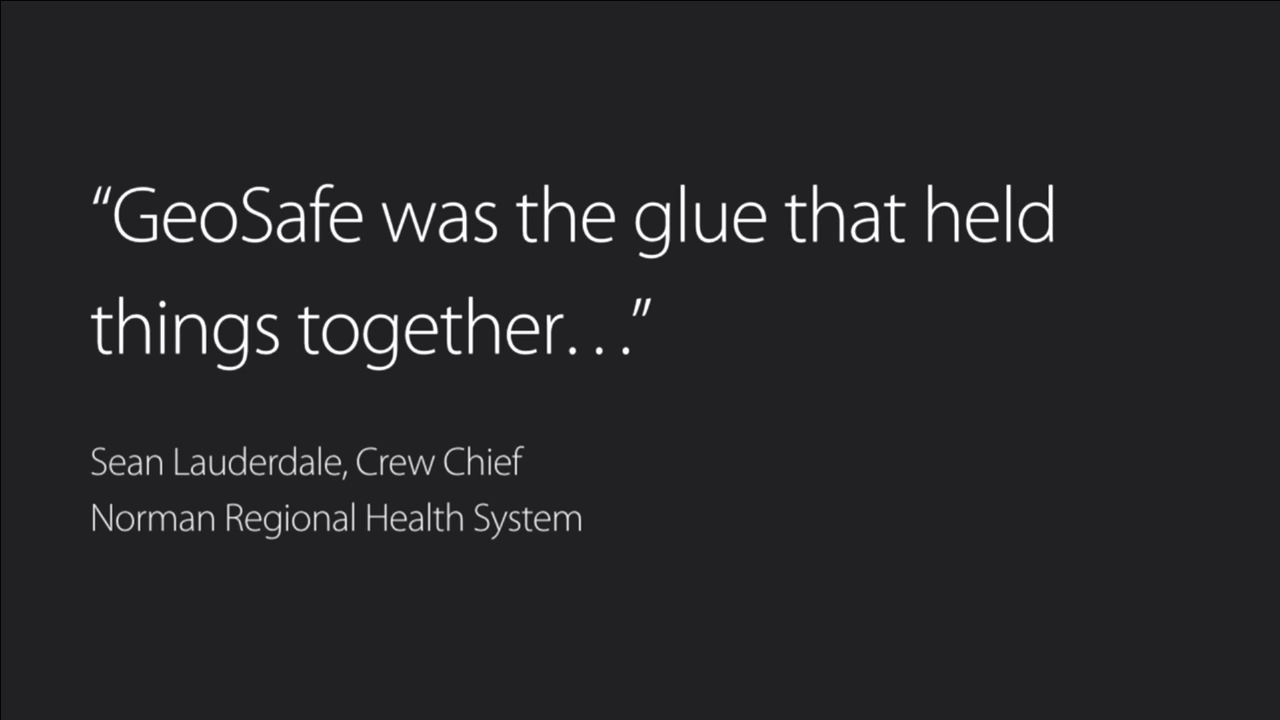 “GeoSafe was the glue that held
things together…”
Sean Lauderdale, Crew Chief
Norman Regional Health System